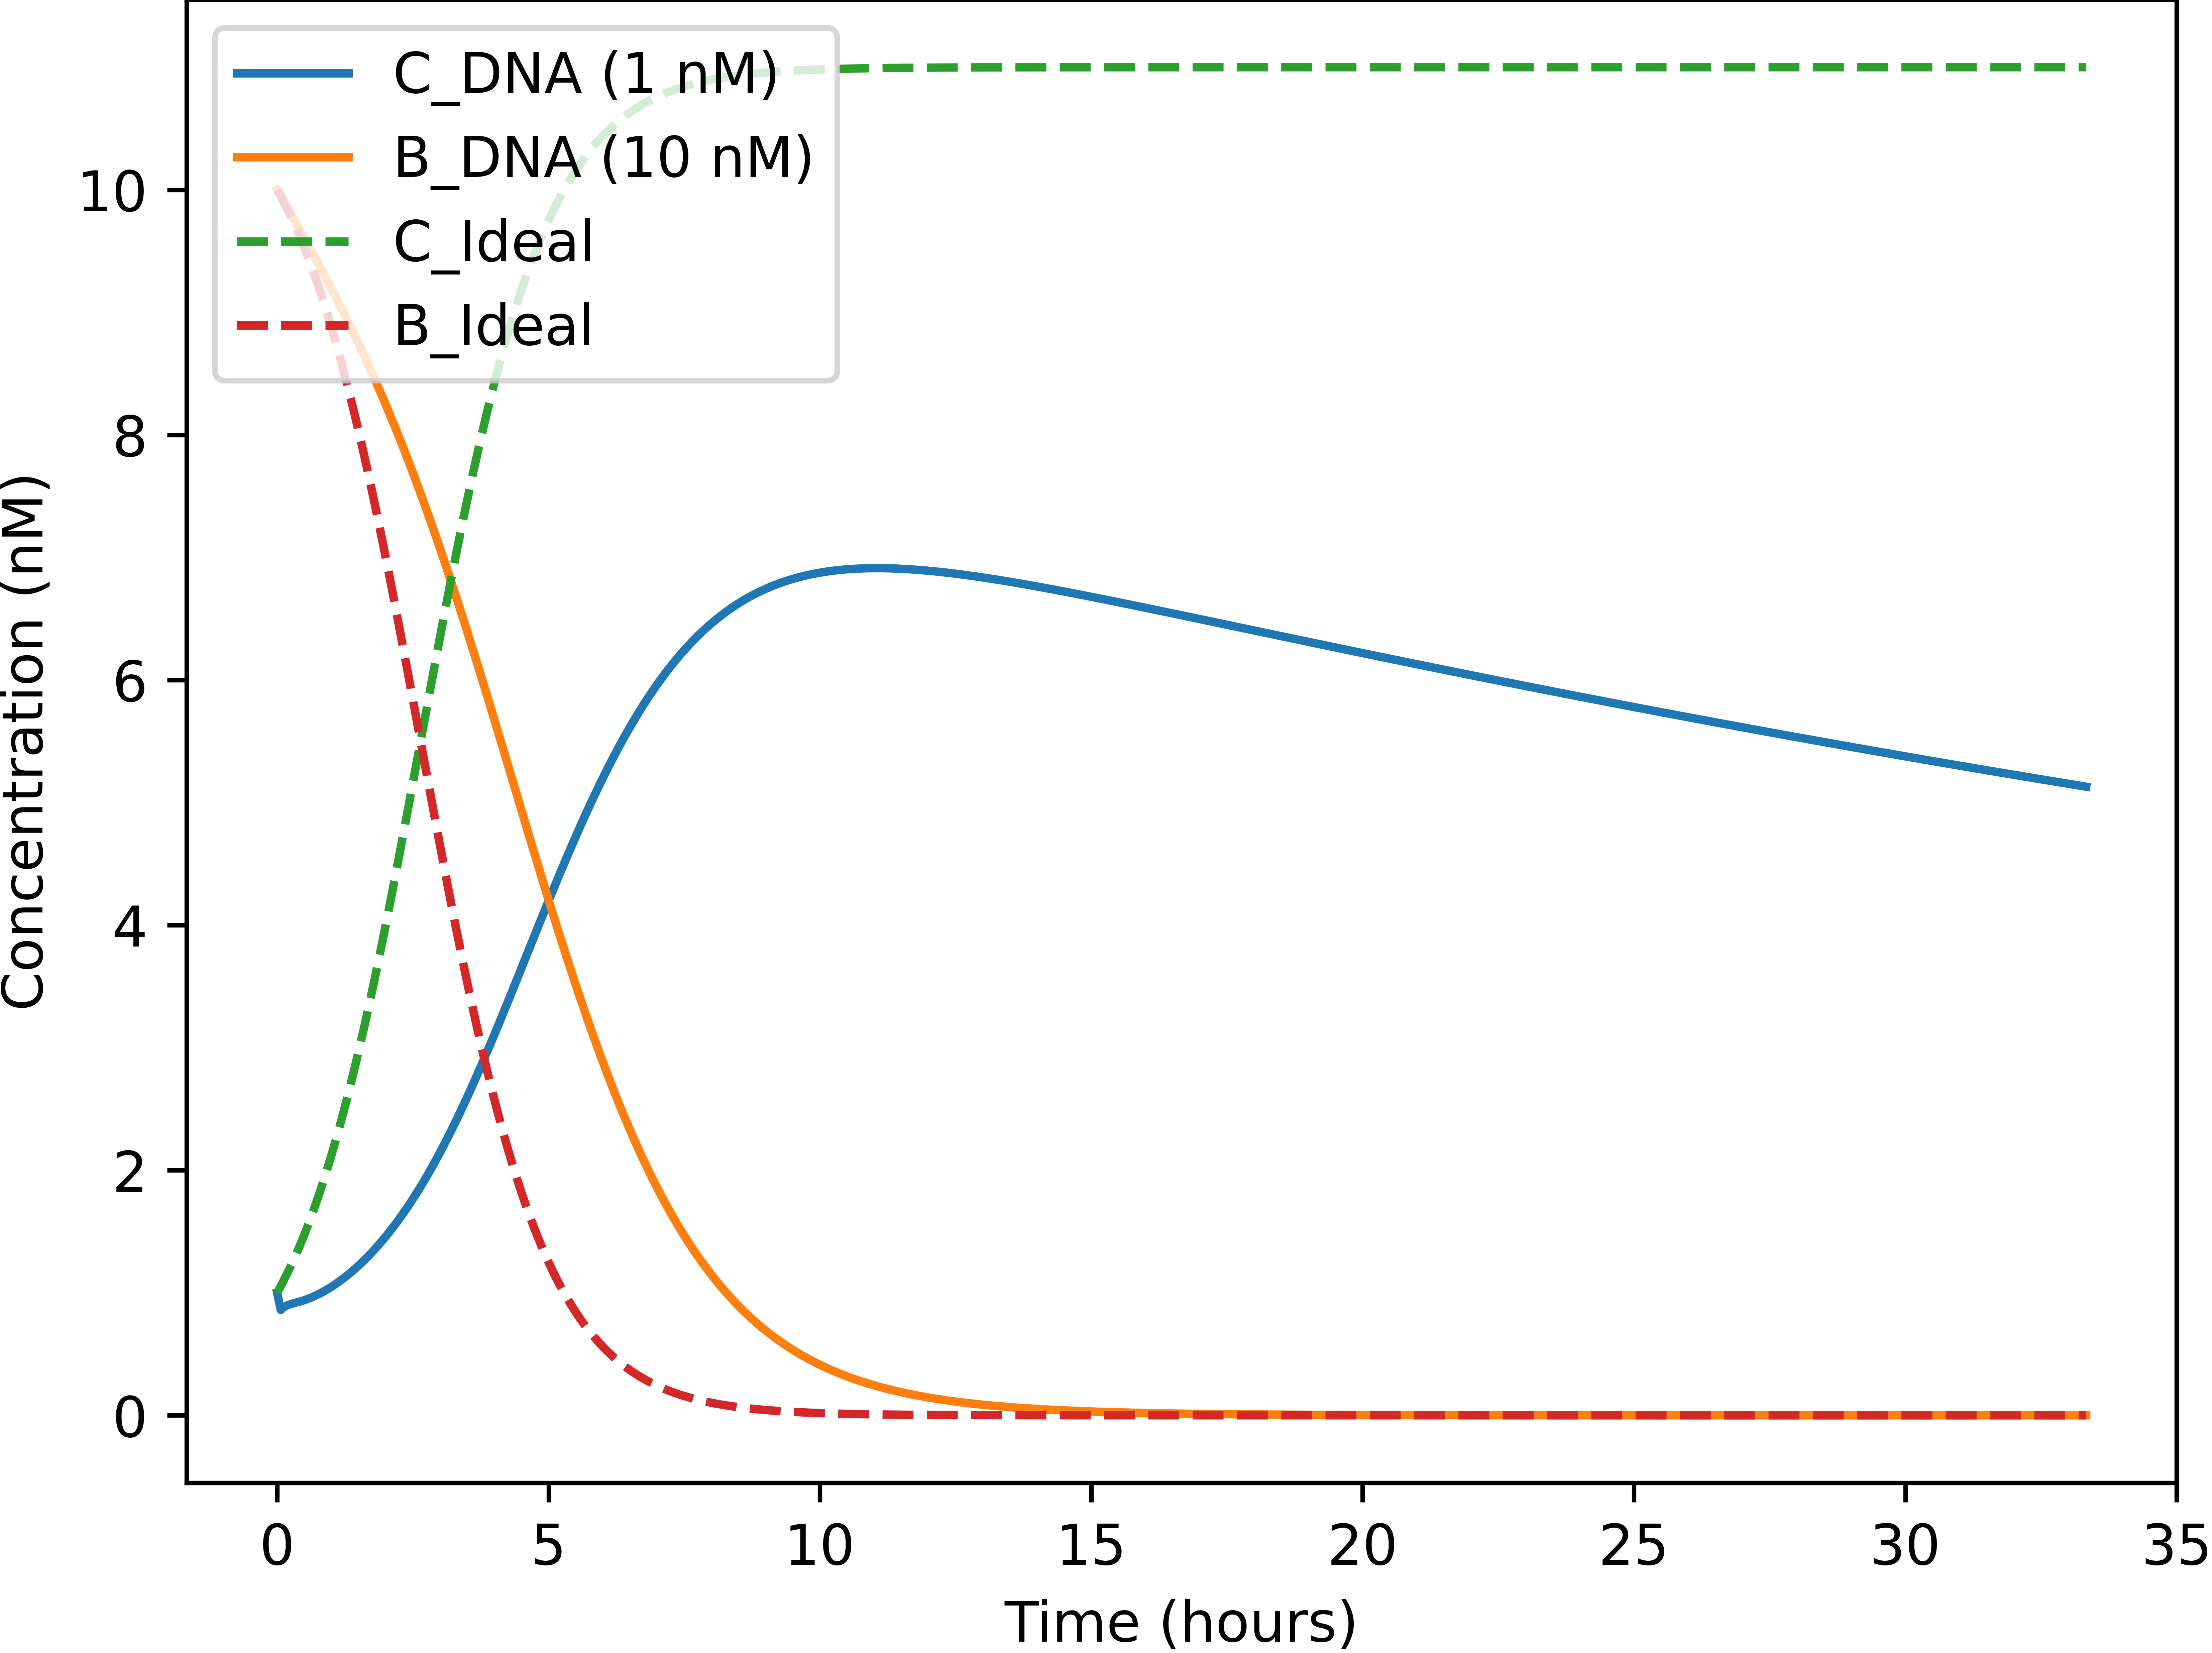 C_DNA (1 nM)
B_DNA (10 nM)
C_Ideal
B_Ideal
Concentration (nM)
10
8
6
4
2
0
0 5 10 15 20 25 30 35
Time (hours)